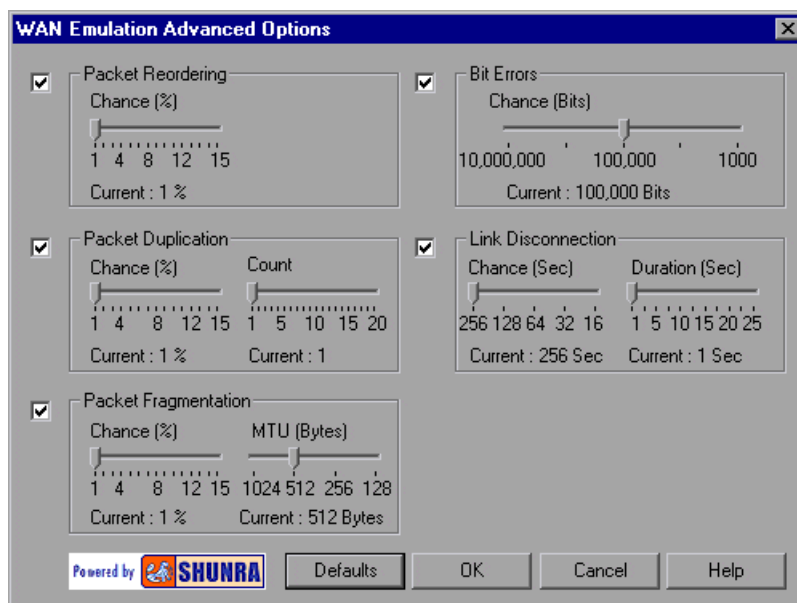 WAN Emulation Advanced Options
Packet Reordering
Chance (%)
1 4 8 12 15
Current : 1 %
Bit Errors
Chance (Bits)
10,000,000 100,000 1000
Current : 100,000 Bits
Packet Duplication
Chance (%)
1 4 8 12 15
Current : 1 %
Count
1 5 10 15 20
Current : 1
Link Disconnection
Chance (Sec)
256 128 64 32 16
Current : 256 Sec
Duration (Sec)
1 5 10 15 20 25
Current : 1 Sec
Packet Fragmentation
Chance (%)
1 4 8 12 15
Current : 1 %
MTU (Bytes)
1024 512 256 128
Current : 512 Bytes
Powered by SHUNRA
Defaults
OK
Cancel
Help